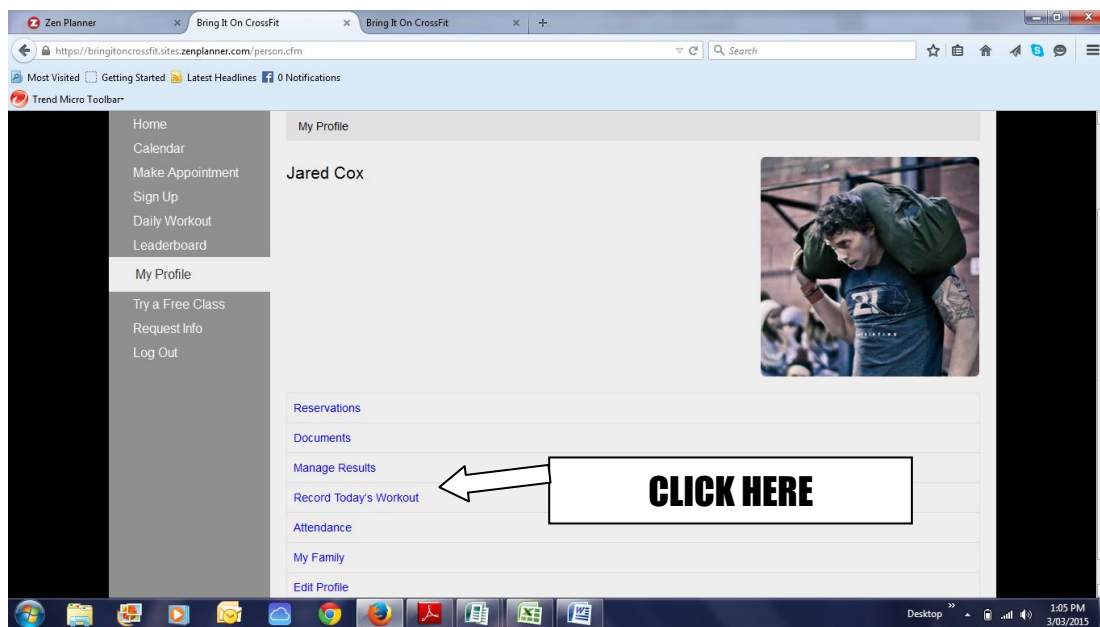 Zen Planner
Bring It On CrossFit
Bring It On CrossFit
https://bringitoncrossfit.sites.zenplanner.com/person.cfm
Search
Most Visited Getting Started Latest Headlines 0 Notifications
Trend Micro Toolbar
Home
Calendar
Make Appointment
Sign Up
Daily Workout
Leaderboard
My Profile
Try a Free Class
Request Info
Log Out
My Profile
Jared Cox
21
Reservations
Documents
Manage Results
Record Today's Workout
Attendance
My Family
Edit Profile
CLICK HERE
Desktop
1:05 PM
3/03/2015